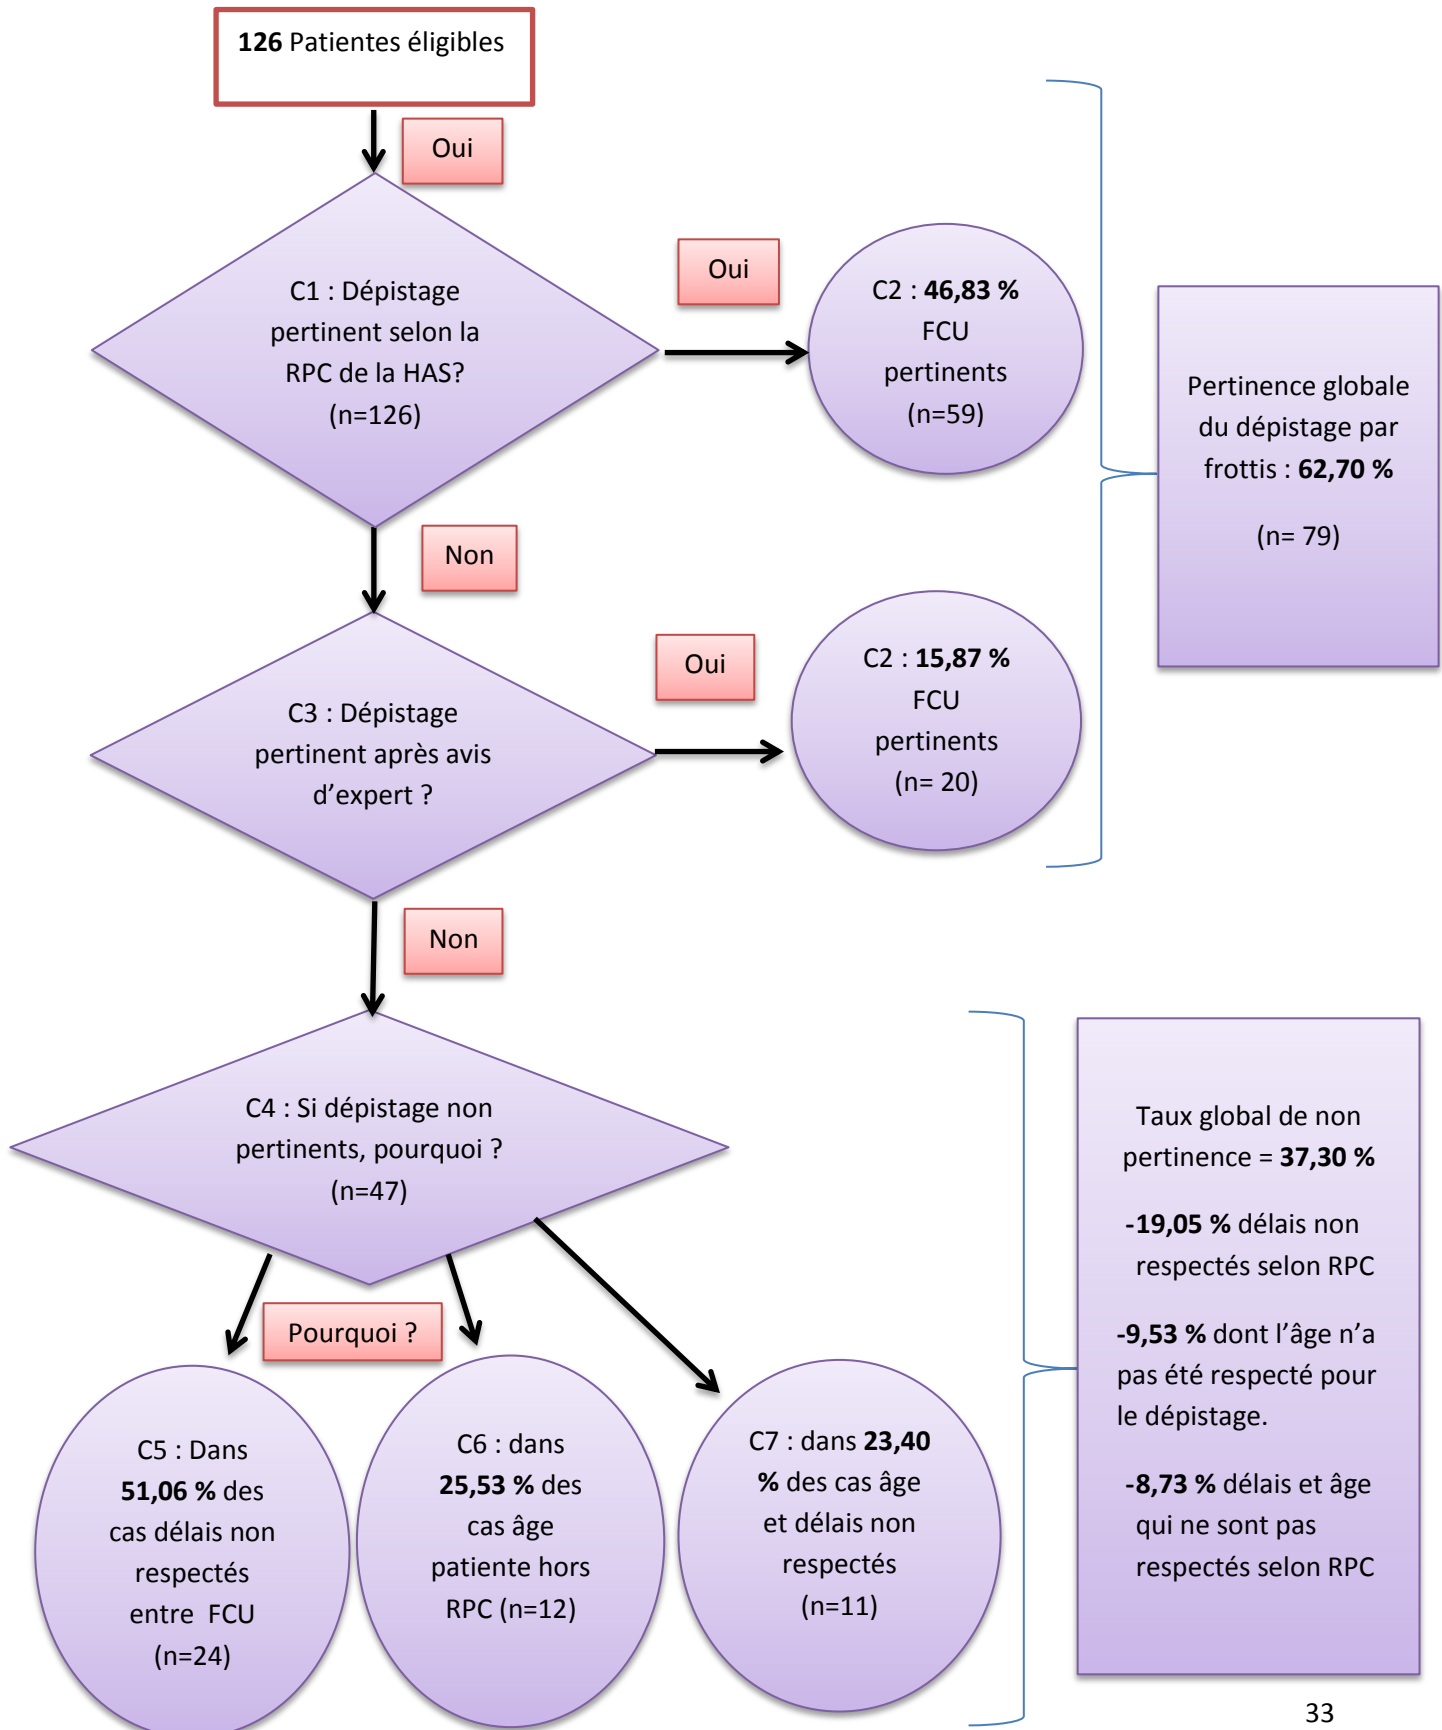 126 Patientes éligibles
Oui
C1 : Dépistage
pertinent selon la
RPC de la HAS?
(n=126)
Oui
C2 : 46,83 %
FCU
pertinents
(n=59)
Pertinence globale
du dépistage par
frottis : 62,70 %
(n= 79)
Non
C3 : Dépistage
pertinent après avis
d’expert ?
Oui
C2 : 15,87 %
FCU
pertinents
(n= 20)
Non
C4 : Si dépistage non
pertinents, pourquoi ?
(n=47)
Pourquoi ?
C5 : Dans
51,06 % des
cas délais non
respectés
entre  FCU
(n=24)
C6 : dans
25,53 % des
cas âge
patiente hors
RPC (n=12)
C7 : dans 23,40
% des cas âge
et délais non
respectés
(n=11)
Taux global de non
pertinence = 37,30 %
-19,05 % délais non
respectés selon RPC
-9,53 % dont l’âge n’a
pas été respecté pour
le dépistage.
-8,73 % délais et âge
qui ne sont pas
respectés selon RPC
33